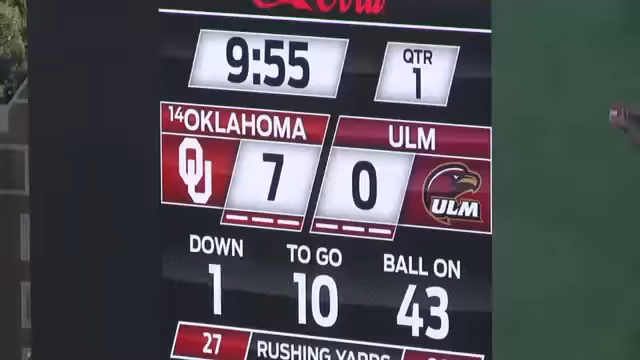 9:55
QTR
1
14 OKLAHOMA
ULM
OU
7
0
ULM
DOWN
TO GO
BALL ON
1
10
43
27
RUSHING YARDS